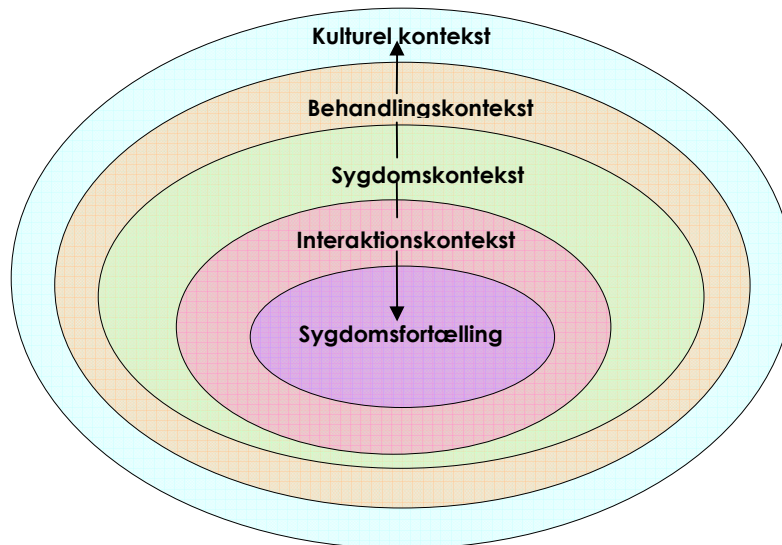 Kulturel kontekst
Behandlingskontekst
Sygdomskontekst
Interaktionskontekst
Sygdomsfortælling